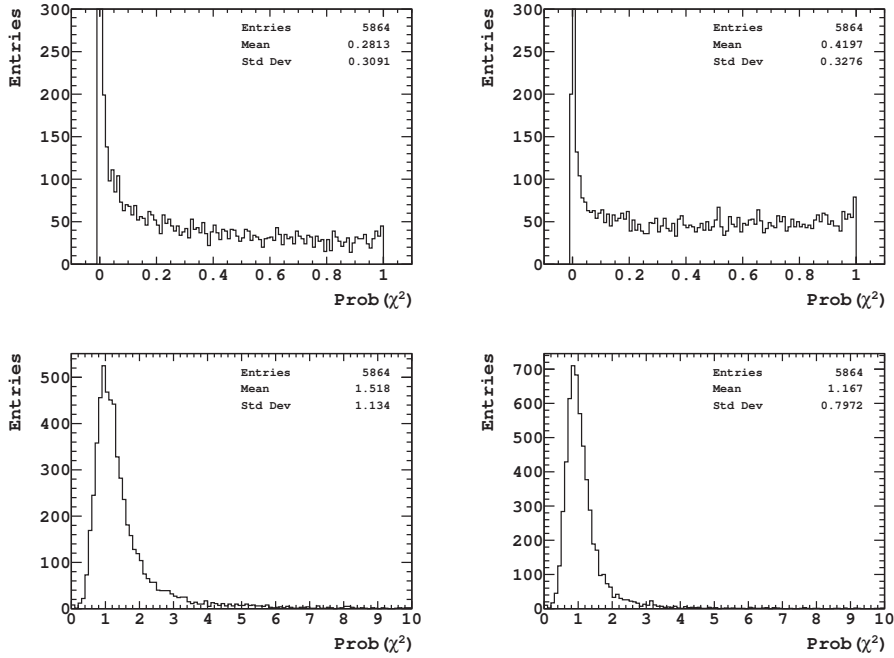 Entries
300
250
200
150
100
50
0
Entries 5864
Mean 0.2813
Std Dev 0.3091
0 0.2 0.4 0.6 0.8 1
Prob(χ²)
Entries
300
250
200
150
100
50
0
Entries 5864
Mean 0.4197
Std Dev 0.3276
0 0.2 0.4 0.6 0.8 1
Prob(χ²)
Entries
500
400
300
200
100
0
Entries 5864
Mean 1.518
Std Dev 1.134
0 1 2 3 4 5 6 7 8 9 10
Prob(χ²)
Entries
700
600
500
400
300
200
100
0
Entries 5864
Mean 1.167
Std Dev 0.7972
0 1 2 3 4 5 6 7 8 9 10
Prob(χ²)